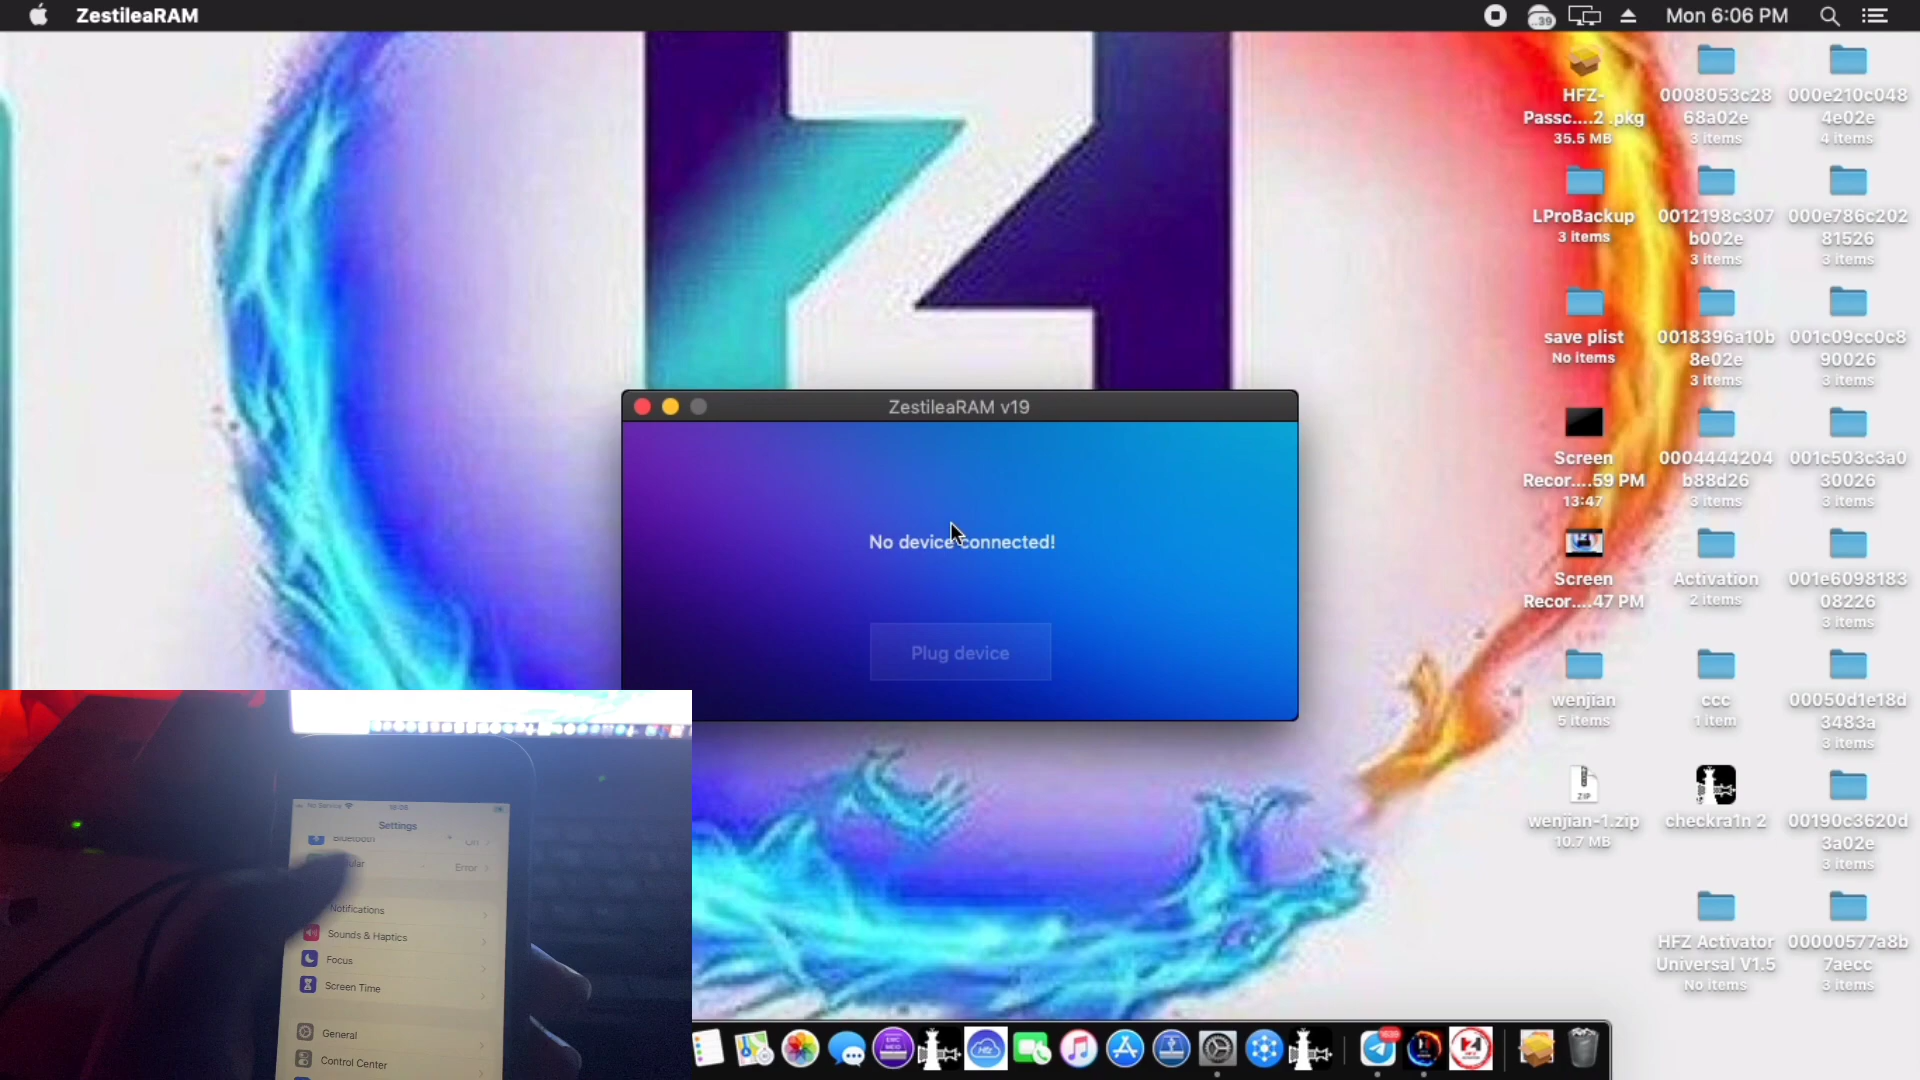 ZestileaRAM
39
Mon 6:06 PM
HFZ-
Passc....2 .pkg
35.5 MB
0008053c28
68a02e
3 items
000e210c048
4e02e
4 items
LProBackup
3 items
0012198c307
b002e
3 items
000e786c202
81526
3 items
save plist
No items
0018396a10b
8e02e
3 items
001c09cc0c8
90026
3 items
Screen
Recor....59 PM
13:47
0004444204
b88d26
3 items
001c503c3a0
30026
3 items
Screen
Recor....47 PM
Activation
2 items
001e6098183
08226
3 items
wenjian
5 items
ccc
1 item
00050d1e18d
3483a
3 items
ZIP
wenjian-1.zip
10.7 MB
checkra1n 2
00190c3620d
3a02e
3 items
HFZ Activator
Universal V1.5
No items
00000577a8b
7aecc
3 items
ZestileaRAM v19
No device connected!
Plug device
No Service
Settings
Bluetooth
On
Error
Notifications
Sounds & Haptics
Focus
Screen Time
General
Control Center